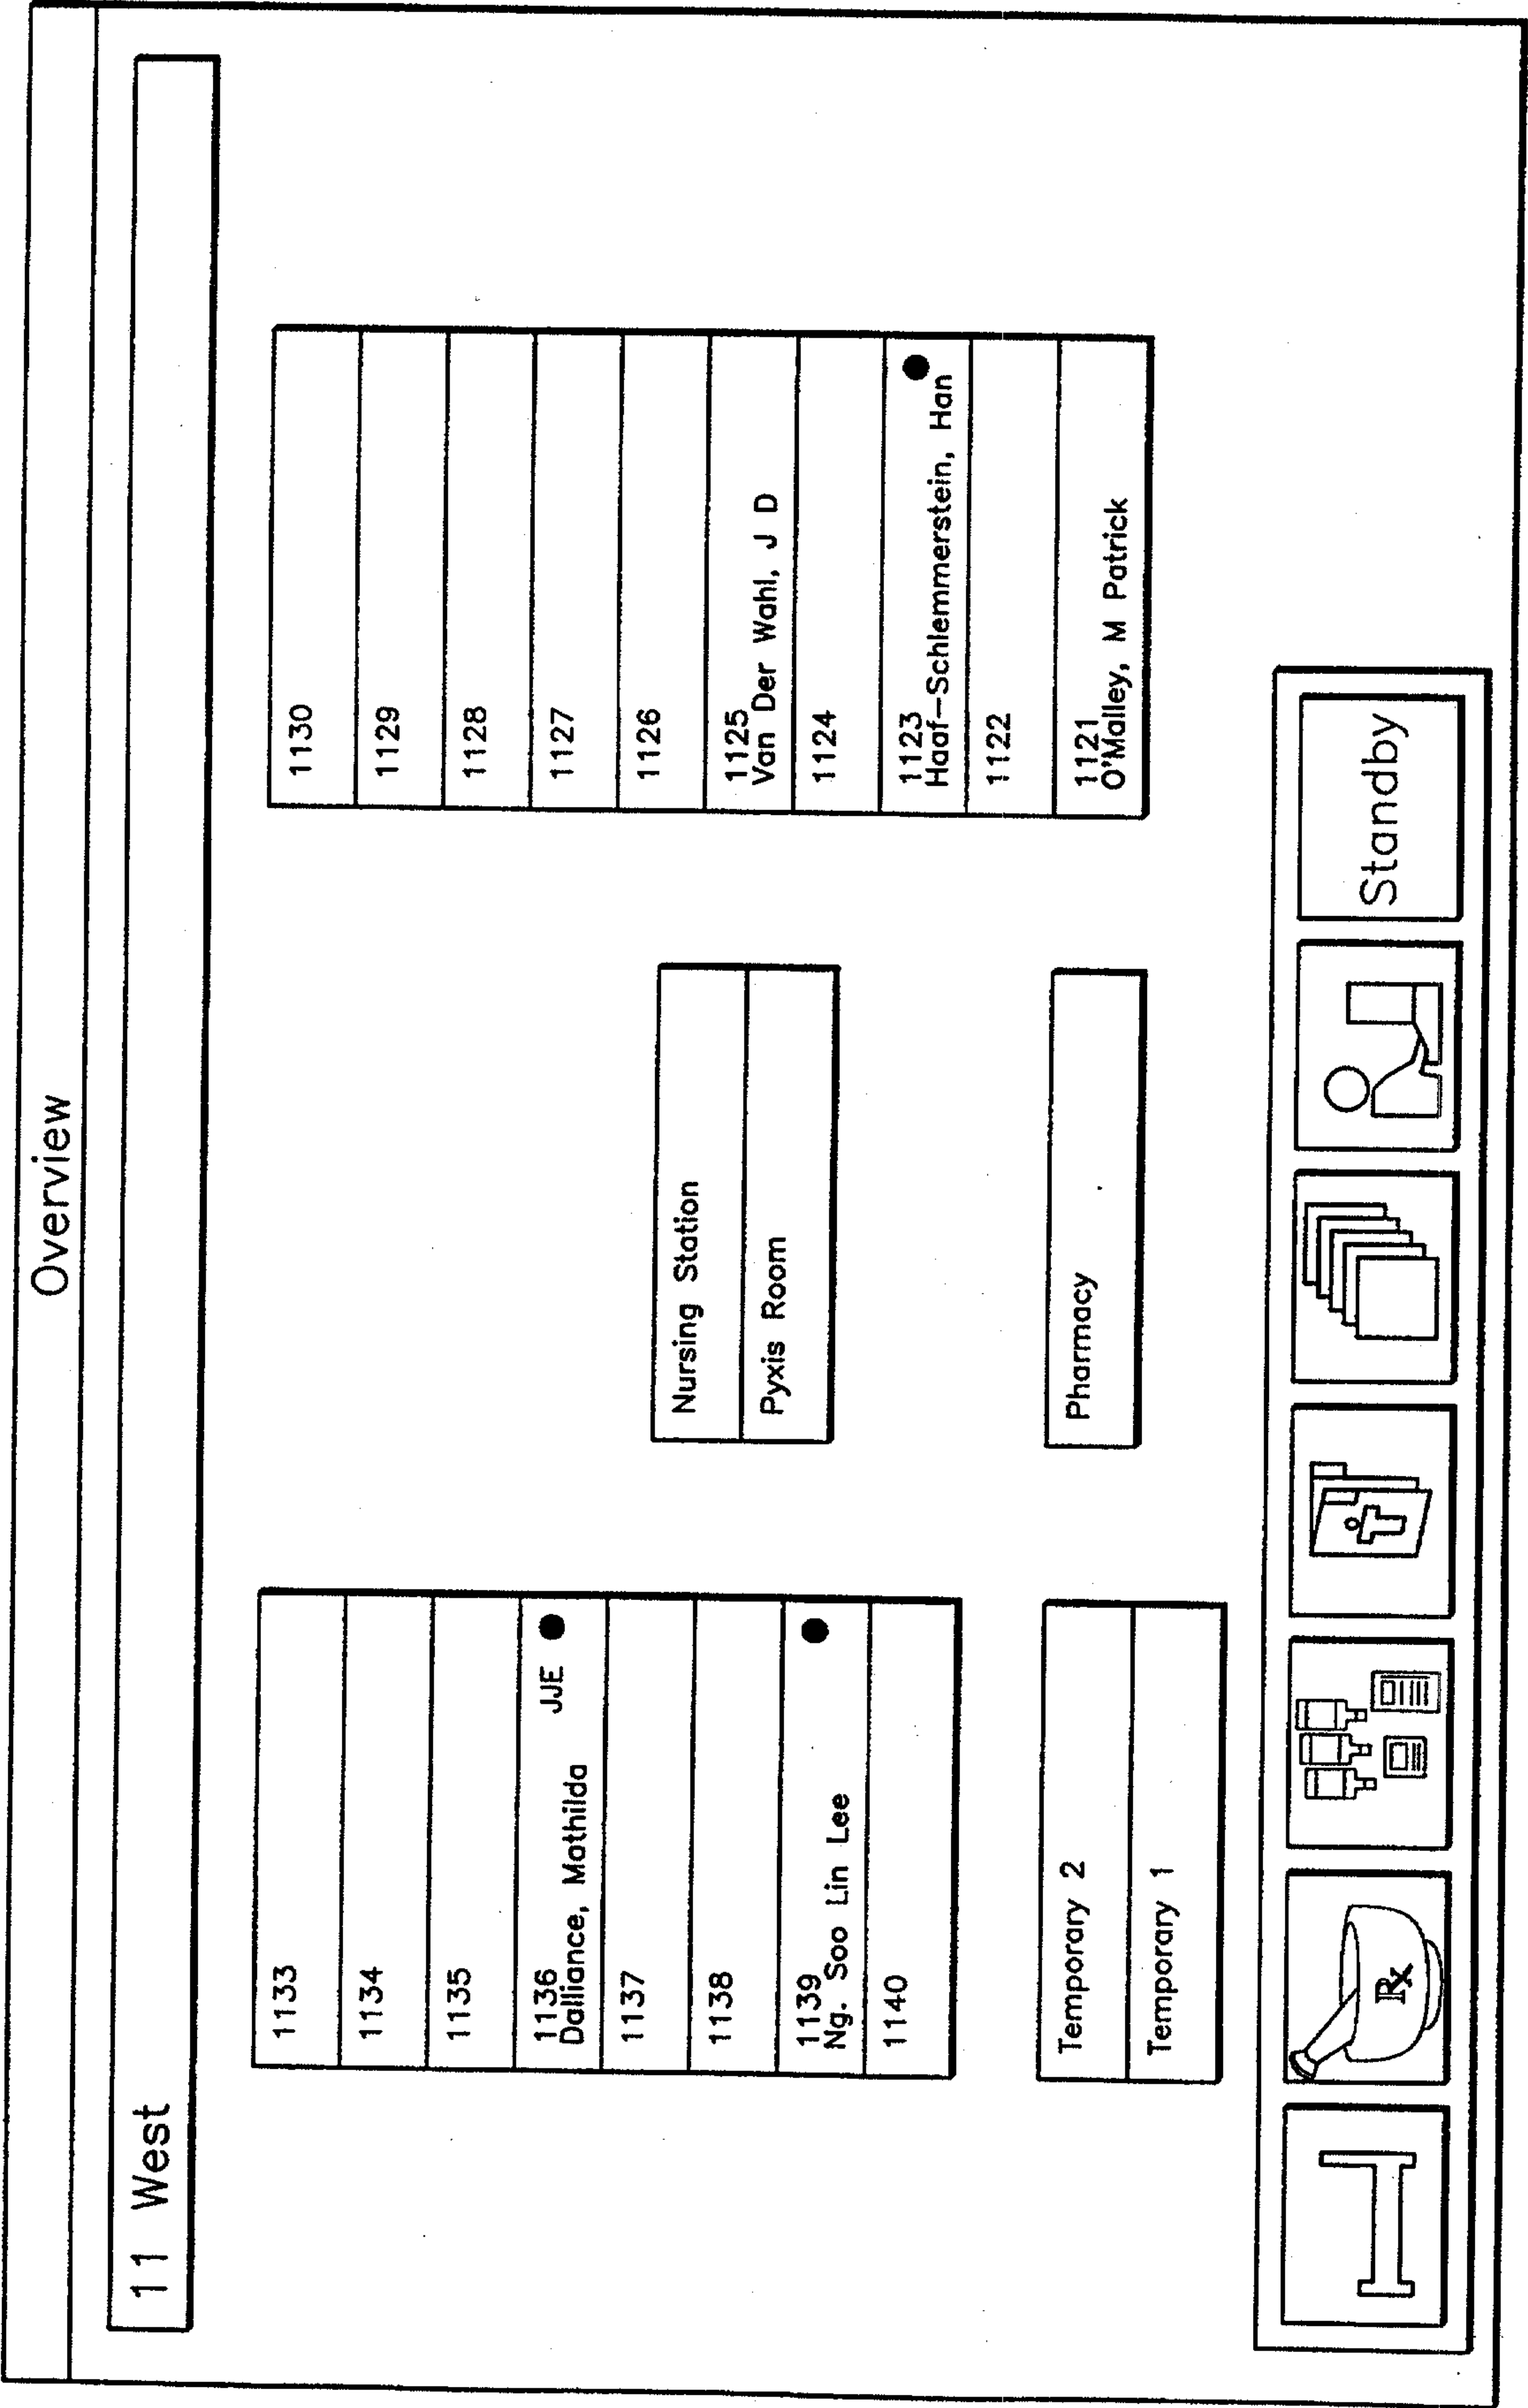 Overview
11 West
1133
1134
1135
1136 JJE
Dalliance, Mathilda
1137
1138
1139
Ng. Soo Lin Lee
1140
Temporary 2
Temporary 1
Nursing Station
Pyxis Room
Pharmacy
1130
1129
1128
1127
1126
1125
Van Der Wahl, J D
1124
1123
Haaf-Schlemmerstein, Han
1122
1121
O'Malley, M Patrick
Rx
Standby